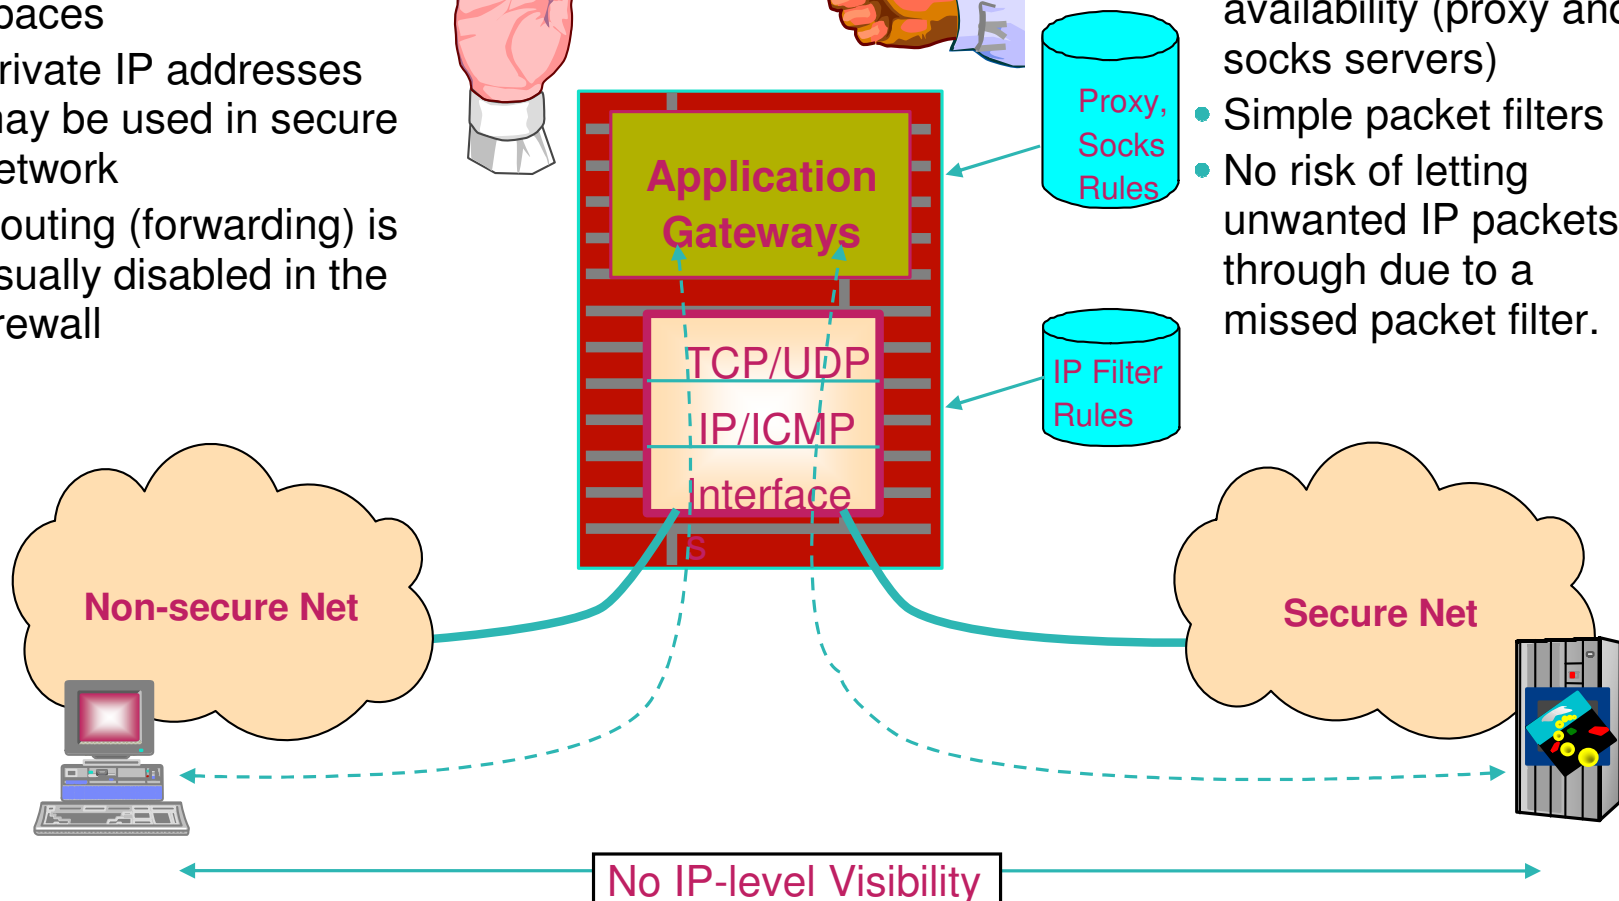 paces
rivate IP addresses
may be used in secure
etwork
outing (forwarding) is
sually disabled in the
rewall
Application
Gateways
TCP/UDP
IP/ICMP
Interface
s
Proxy,
Socks
Rules
IP Filter
Rules
availability (proxy and
socks servers)
• Simple packet filters
• No risk of letting
unwanted IP packets
through due to a
missed packet filter.
Non-secure Net
Secure Net
No IP-level Visibility